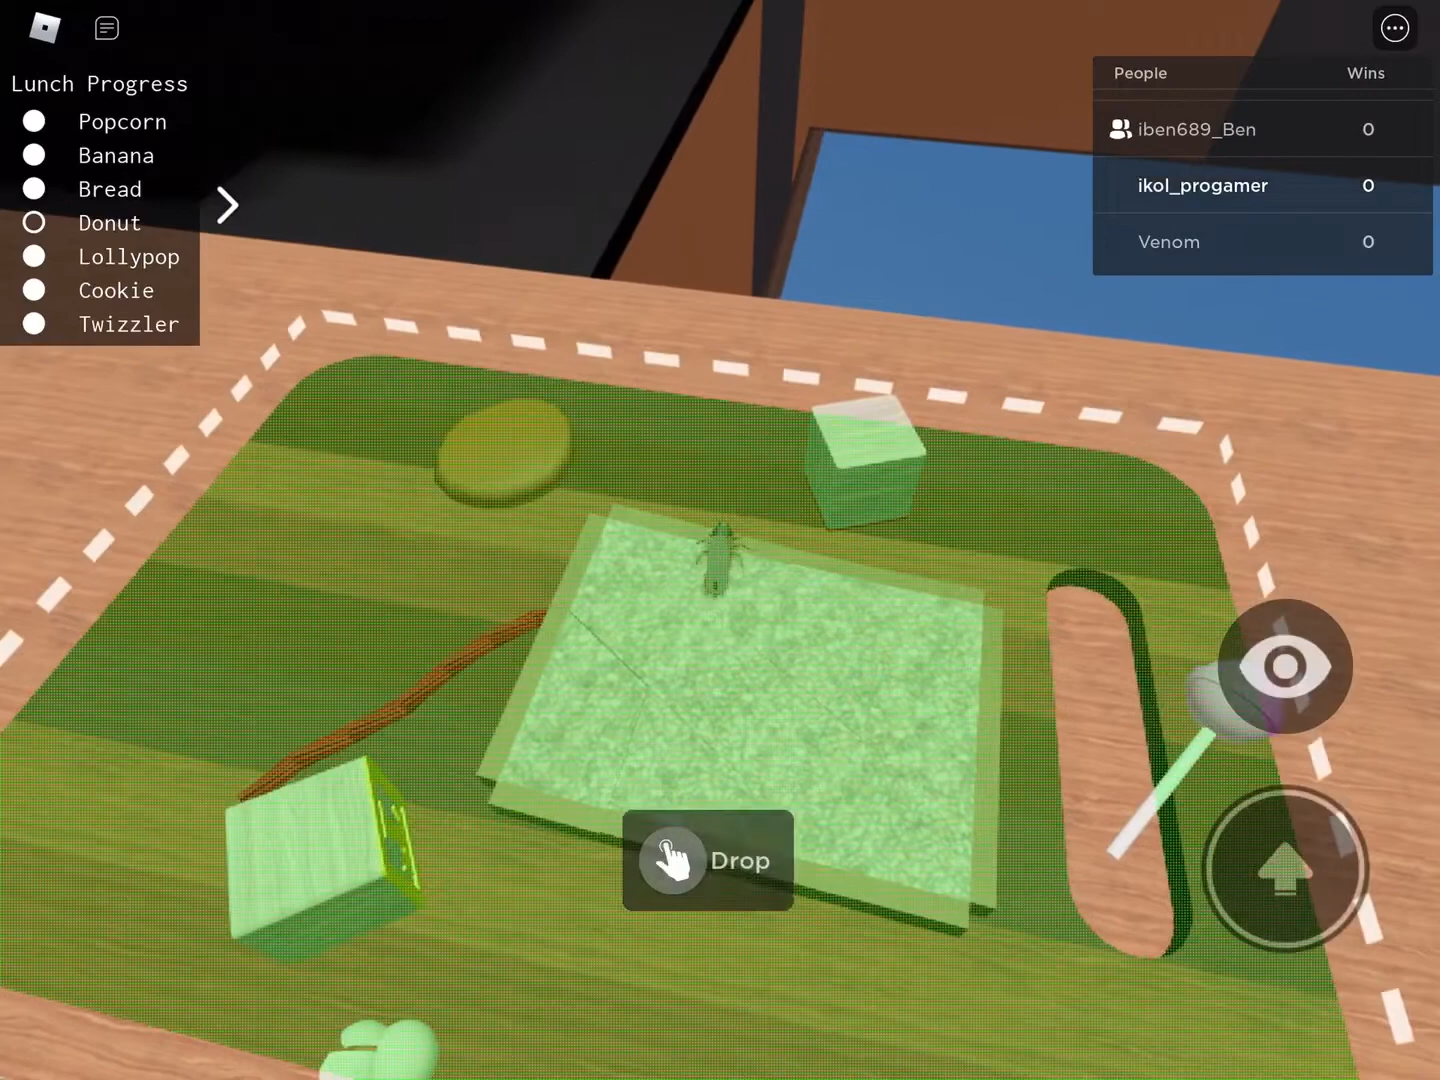 Lunch Progress
Popcorn
Banana
Bread
Donut
Lollypop
Cookie
Twizzler
People Wins
iben689_Ben 0
ikol_progamer 0
Venom 0
Drop